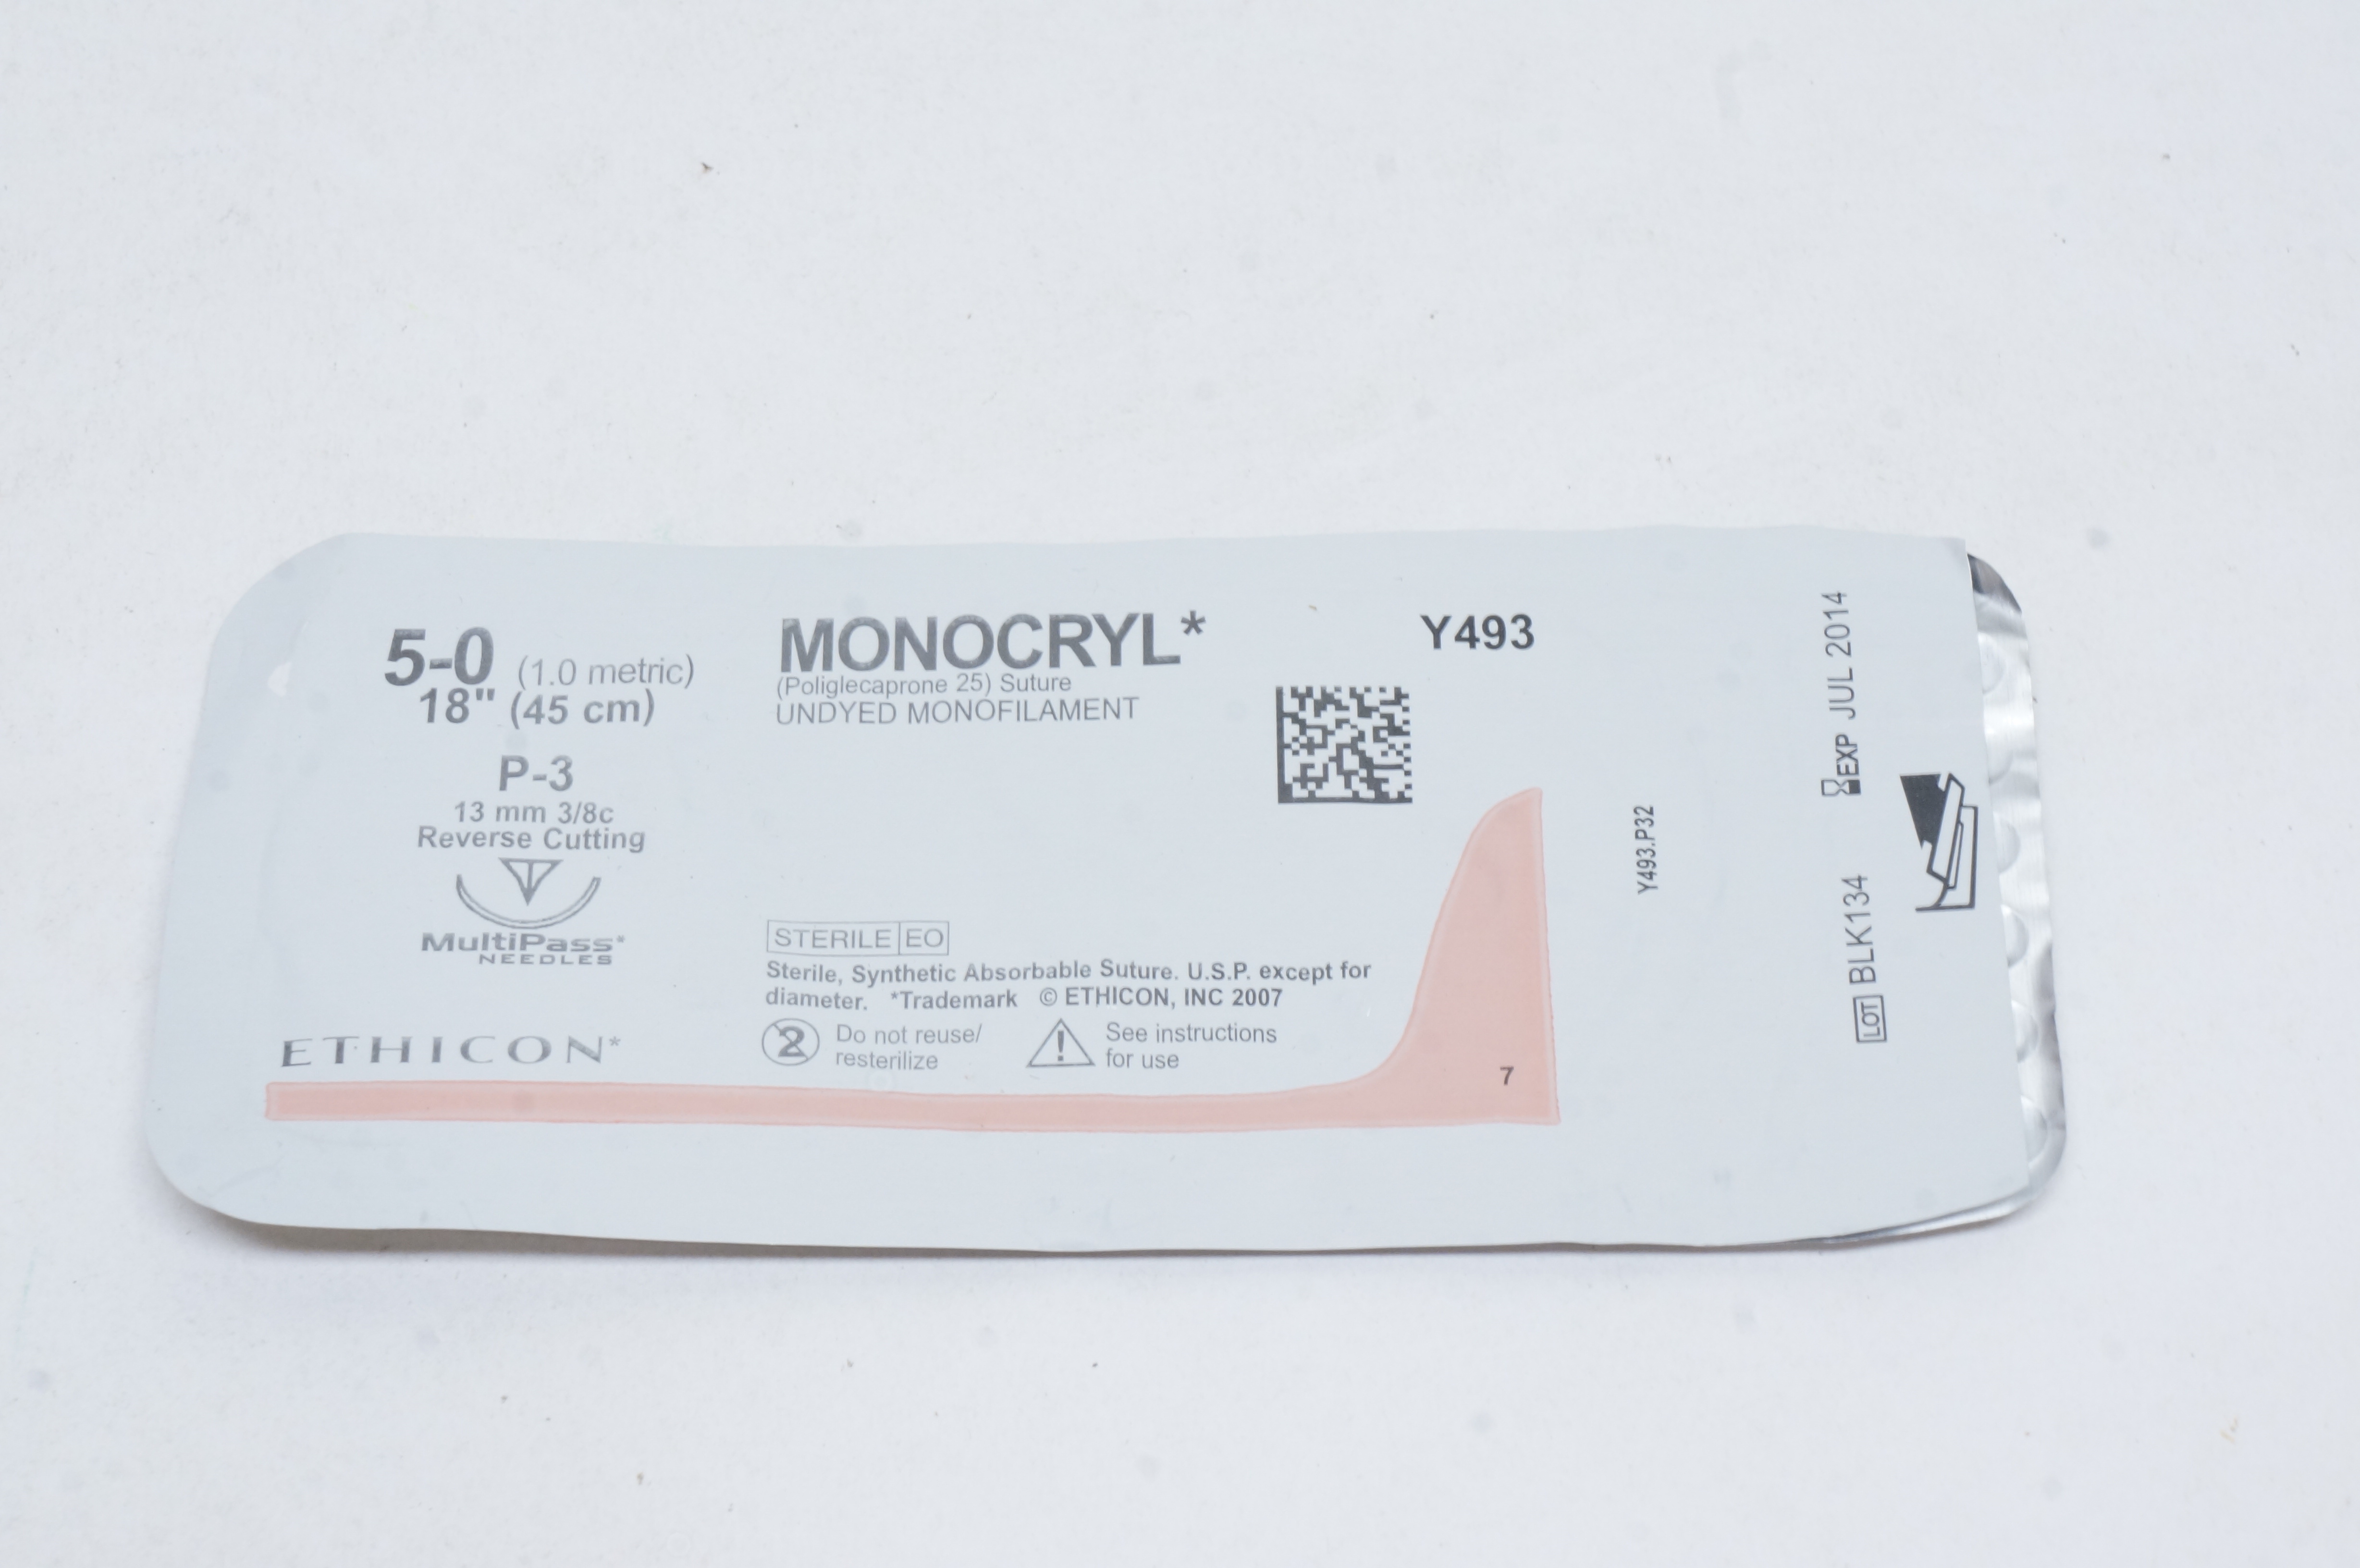 5-0 (1.0 metric)
18" (45 cm)
P-3
13 mm 3/8c
Reverse Cutting
MultiPass*
NEEDLES
ETHICON*
MONOCRYL*
(Poliglecaprone 25) Suture
UNDYED MONOFILAMENT
Y493
STERILE EO
Sterile, Synthetic Absorbable Suture. U.S.P. except for
diameter. *Trademark © ETHICON, INC 2007
2 Do not reuse/
resterilize
! See instructions
for use
7
Y493.P32
EXP JUL 2014
LOT BLK134